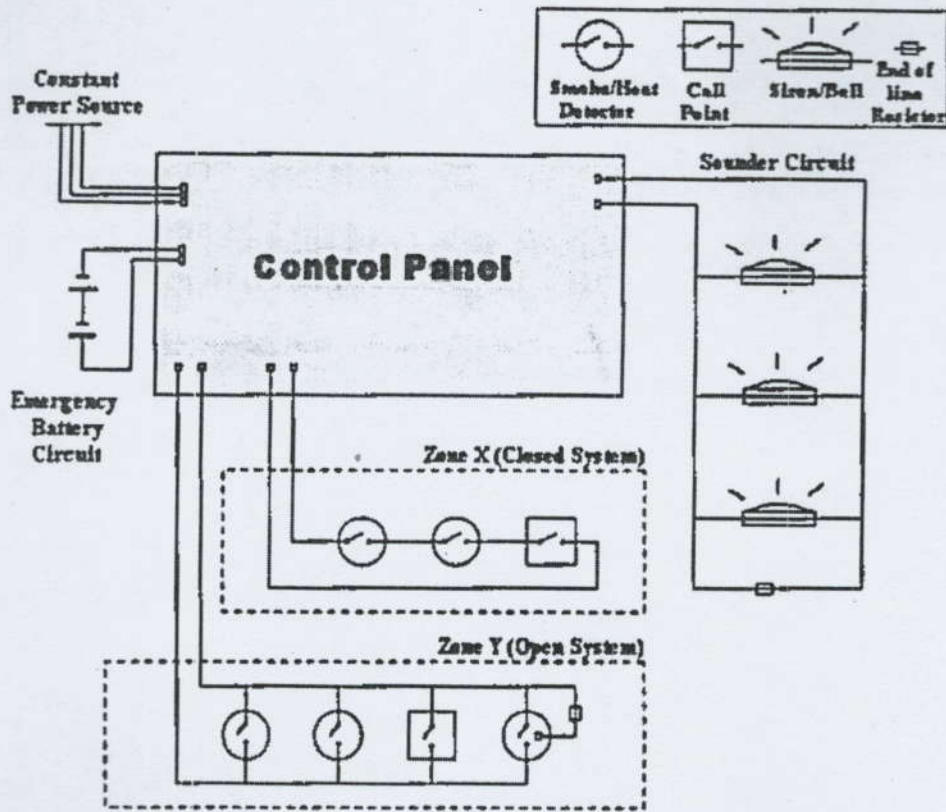 Constant
Power Source
Smoke/Heat
Detector
Call
Point
Siren/Bell
End of
line
Resistor
Sounder Circuit
Control Panel
Emergency
Battery
Circuit
Zone X (Closed System)
Zone Y (Open System)